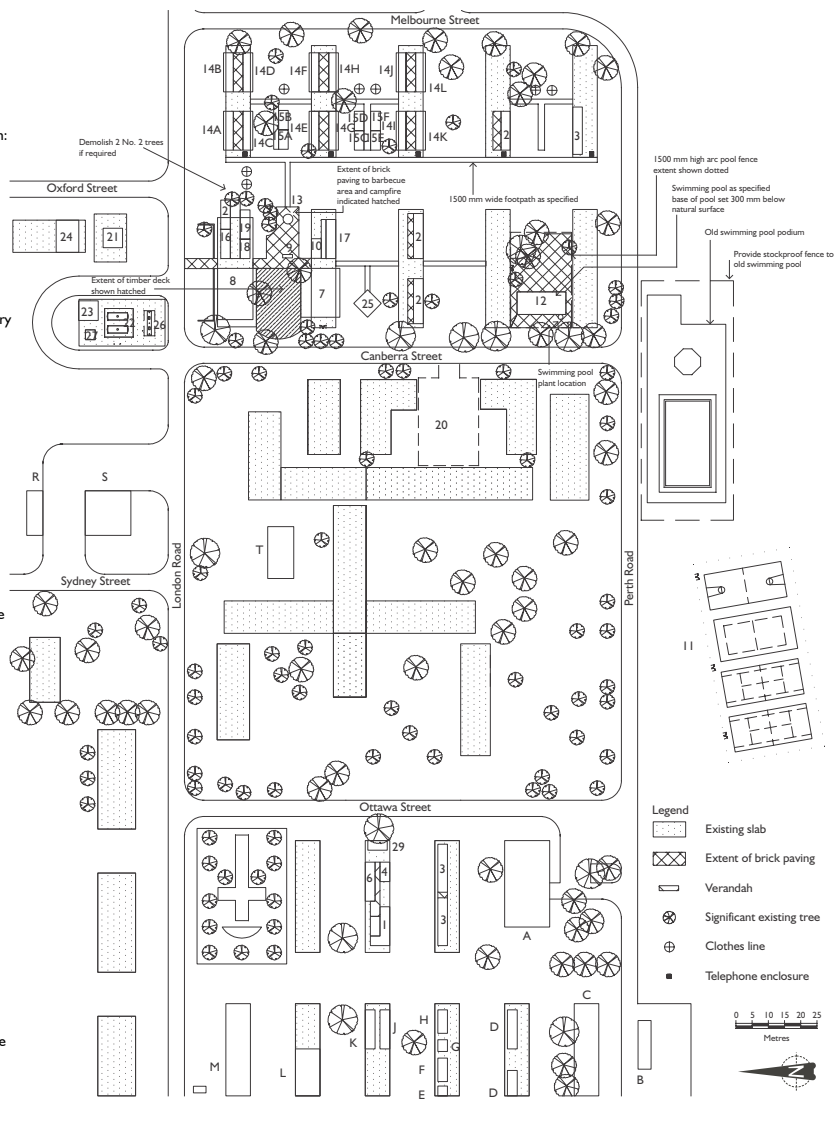 Melbourne Street
14B
14D
14F
14H
14J
14L
n:
15B
15D
15F
14A
14C
15A
14E
14G
15C
15E
14I
14K
2
3
Demolish 2 No. 2 trees
if required
Extent of brick
paving to barbecue
area and campfire
indicated hatched
1500 mm high arc pool fence
extent shown dotted
Oxford Street
13
1500 mm wide footpath as specified
Swimming pool as specified
base of pool set 300 mm below
natural surface
2
24
21
16
19
18
9
10
17
2
Old swimming pool podium
Provide stockproof fence to
old swimming pool
Extent of timber deck
shown hatched
8
7
25
2
12
23
22
26
27
ry
Canberra Street
Swimming pool
plant location
20
R
S
T
London Road
Perth Road
Sydney Street
e
11
Ottawa Street
29
6
4
1
3
3
A
Legend
Existing slab
Extent of brick paving
Verandah
Significant existing tree
Clothes line
Telephone enclosure
C
H
J
K
G
D
F
M
L
E
D
B
e
0 5 10 15 20 25
Metres
N